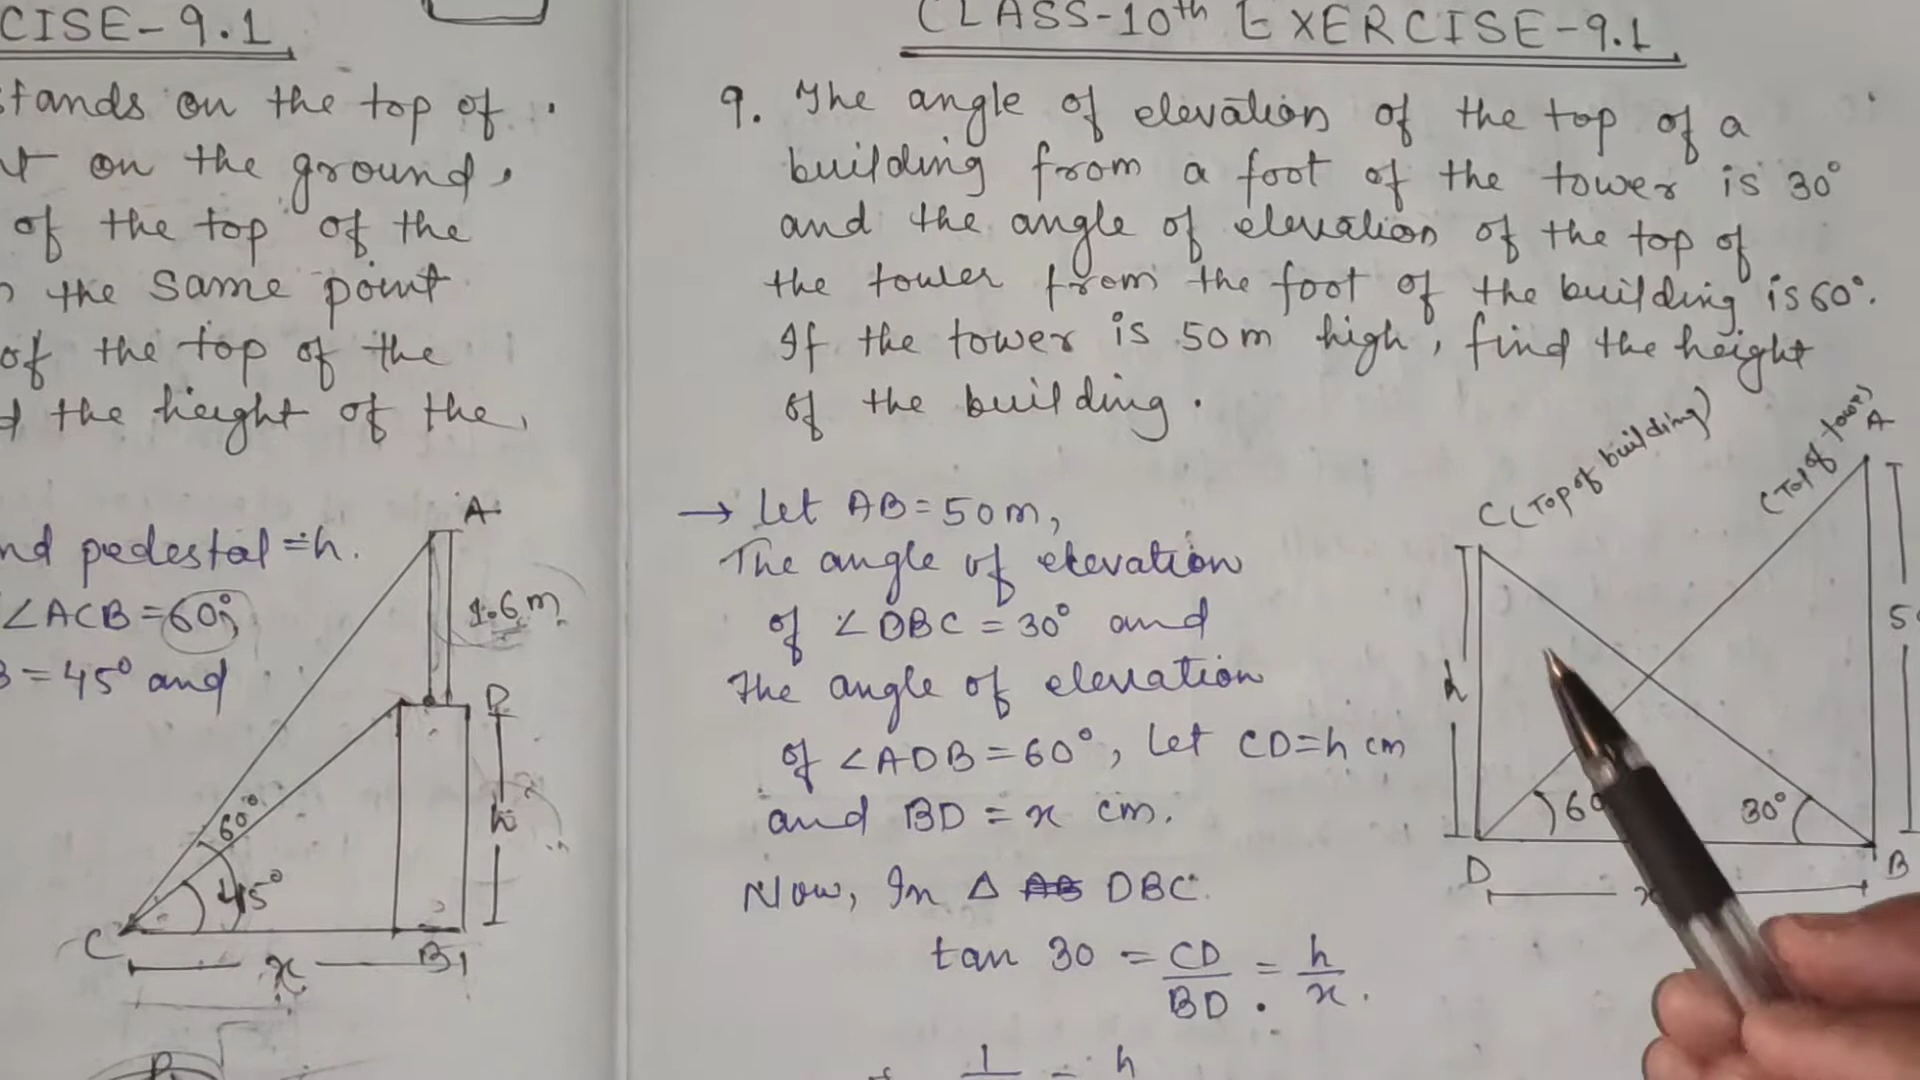 CISE-9.1
stands on the top of
on the ground,
of the top of the
the same point
of the top of the
the height of the
A
nd pedestal = h.
∠ACB = 60°,
1.6 m
B = 45° and
D
60°
h
45°
C
B
x
CLASS-10th EXERCISE-9.1
9. The angle of elevation of the top of a
building from a foot of the tower is 30°
and the angle of elevation of the top of
the tower from the foot of the building is 60°.
If the tower is 50m high, find the height
of the building.
→ Let AB = 50m,
The angle of elevation
of ∠DBC = 30° and
The angle of elevation
of ∠ADB = 60°, Let CD = h cm
and BD = x cm.
Now, In △ DBC.
tan 30 = CD/BD = h/x.
1 = h
C (Top of building)
(Top of tower)
A
h
5
60
30°
D
B
x